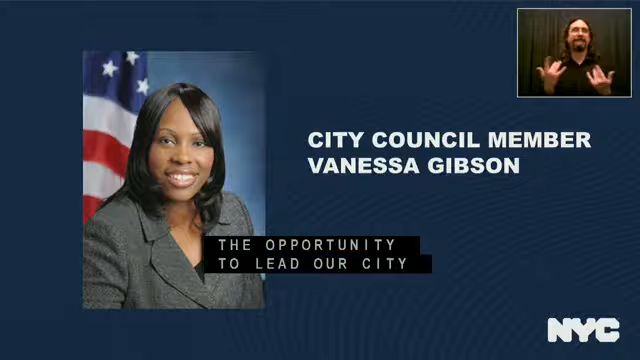 CITY COUNCIL MEMBER
VANESSA GIBSON
THE OPPORTUNITY
TO LEAD OUR CITY
NYC